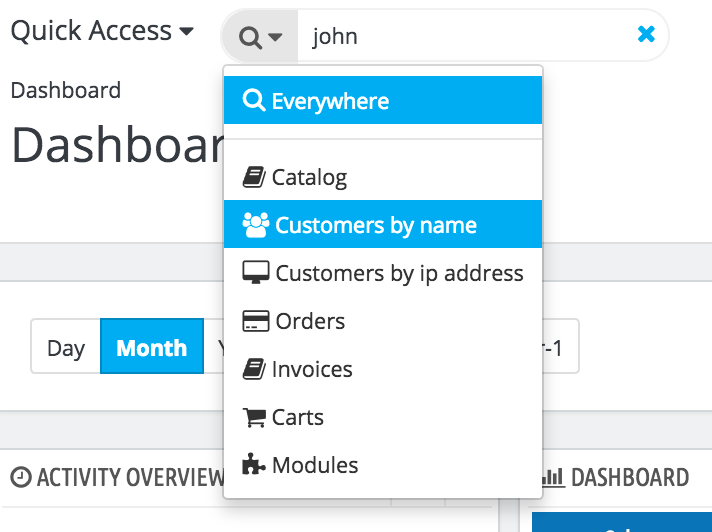 Quick Access
john
Dashboard
Everywhere
Catalog
Customers by name
Customers by ip address
Orders
Invoices
Carts
Modules
Day
Month
-1
ACTIVITY OVERVIEW
DASHBOARD